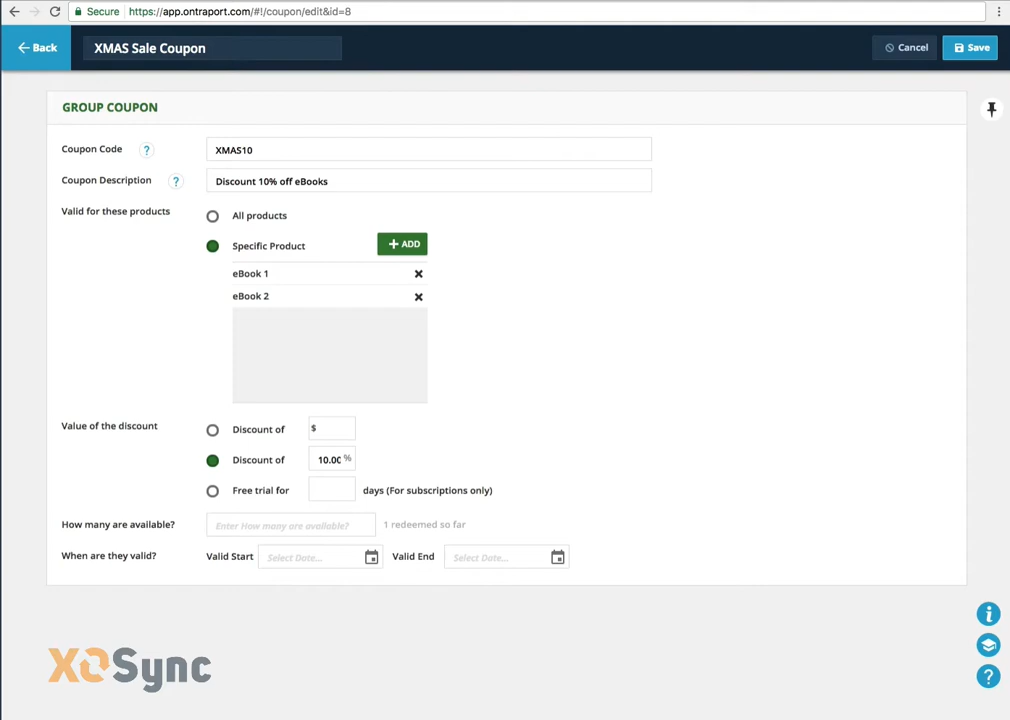 Secure https://app.ontraport.com/#!/coupon/edit&id=8
Back XMAS Sale Coupon Cancel Save
GROUP COUPON
Coupon Code ? XMAS10
Coupon Description ? Discount 10% off eBooks
Valid for these products All products
Specific Product + ADD
eBook 1
eBook 2
Value of the discount Discount of $
Discount of 10.00 %
Free trial for days (For subscriptions only)
How many are available? Enter How many are available? 1 redeemed so far
When are they valid? Valid Start Select Date... Valid End Select Date...
XOSync